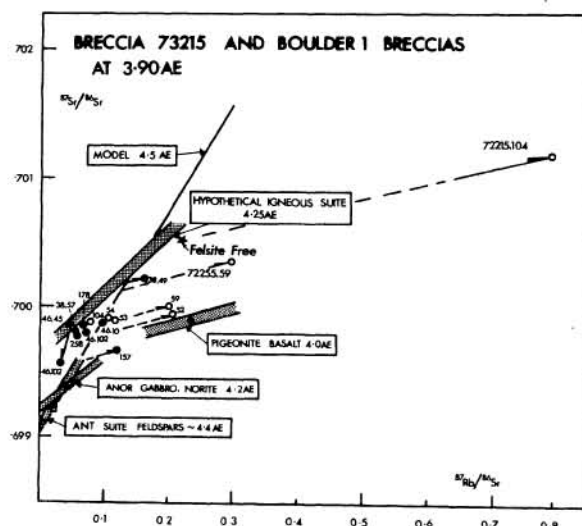 BRECCIA 73215 AND BOULDER 1 BRECCIAS
AT 3·90AE
·702
87Sr/86Sr
MODEL 4·5 AE
72215,104
·701
HYPOTHETICAL IGNEOUS SUITE
4·25AE
Felsite Free
72255,59
178
38,57
46,45
104
54
53
59
52
·700
258
46,10
46,102
157
46,102
PIGEONITE BASALT 4·0AE
ANOR GABBRO. NORITE 4·2AE
ANT SUITE FELDSPARS ~4·4AE
·699
87Rb/86Sr
0·1 0·2 0·3 0·4 0·5 0·6 0·7 0·8